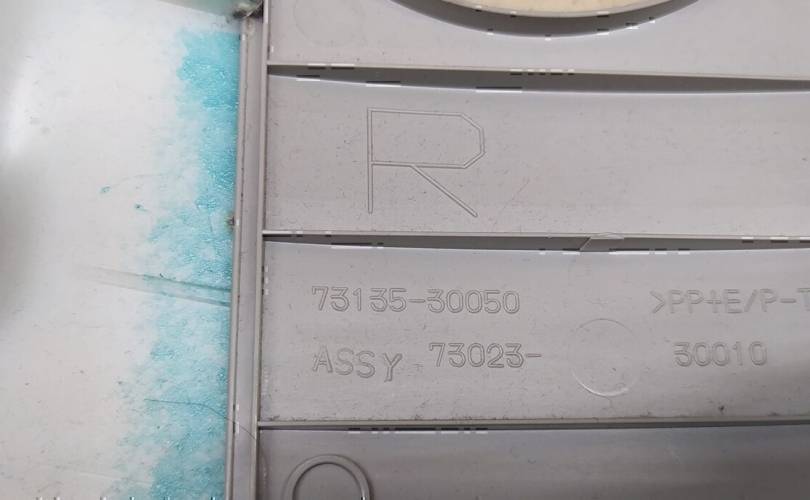 R
73135-30050 >PP+E/P-T
ASSY 73023- 30010